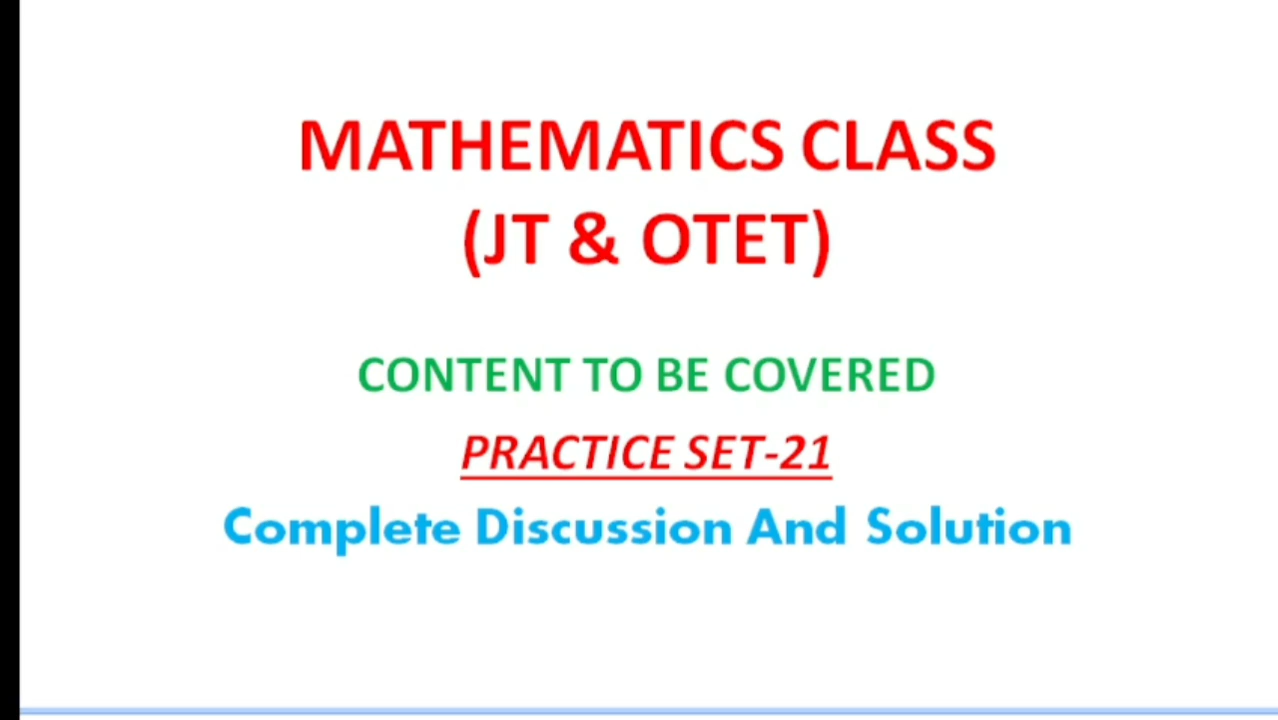 MATHEMATICS CLASS
(JT & OTET)
CONTENT TO BE COVERED
PRACTICE SET-21
Complete Discussion And Solution